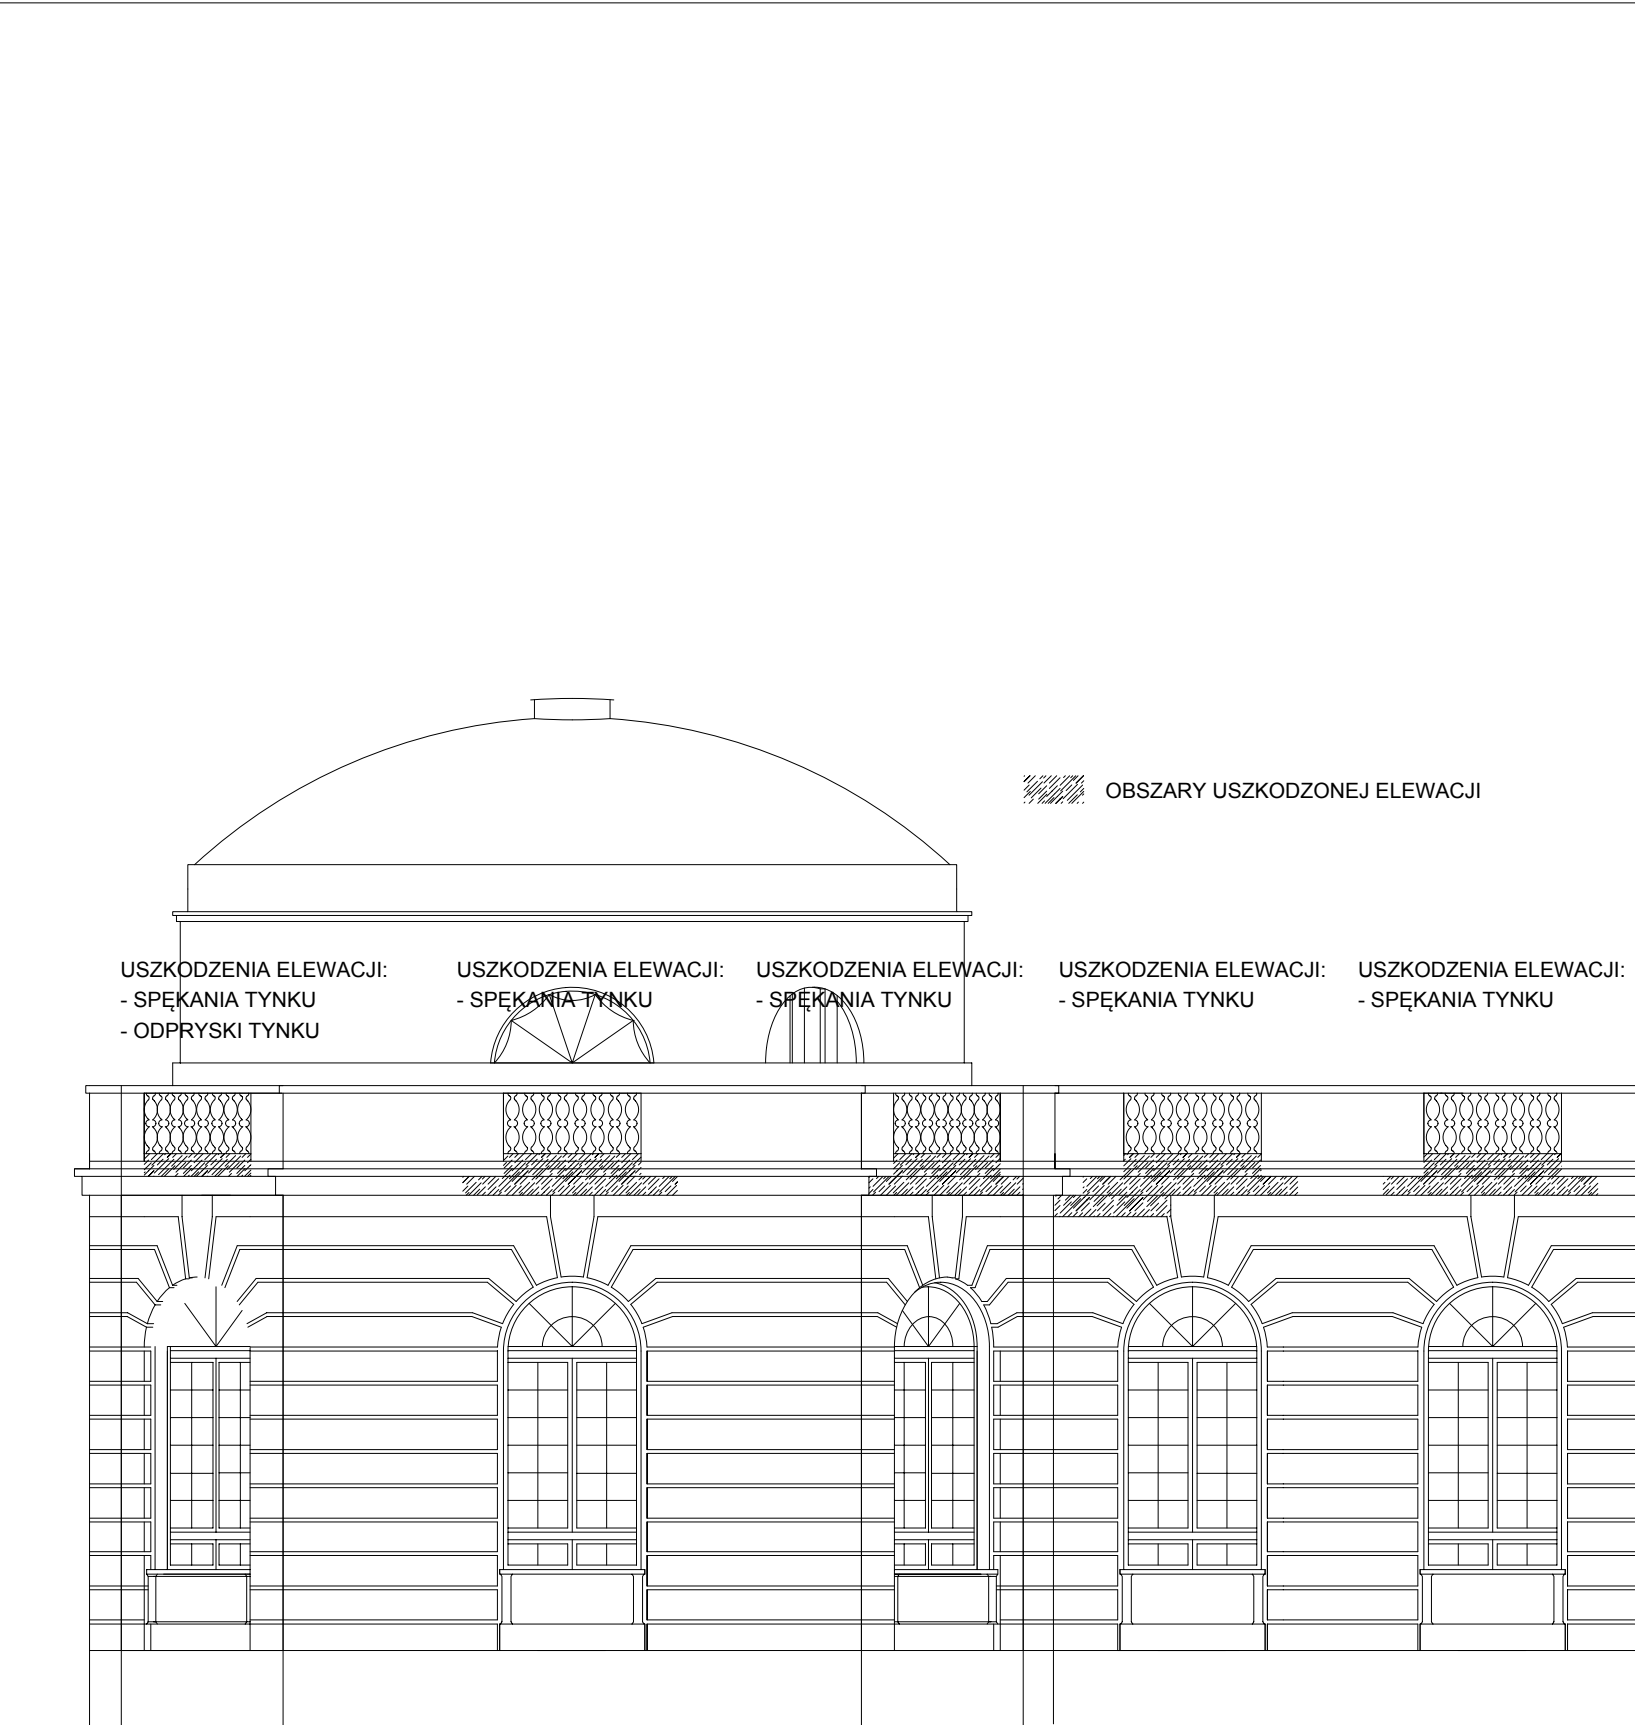 OBSZARY USZKODZONEJ ELEWACJI
USZKODZENIA ELEWACJI:
- SPĘKANIA TYNKU
- ODPRYSKI TYNKU
USZKODZENIA ELEWACJI:
- SPĘKANIA TYNKU
USZKODZENIA ELEWACJI:
- SPĘKANIA TYNKU
USZKODZENIA ELEWACJI:
- SPĘKANIA TYNKU
USZKODZENIA ELEWACJI:
- SPĘKANIA TYNKU